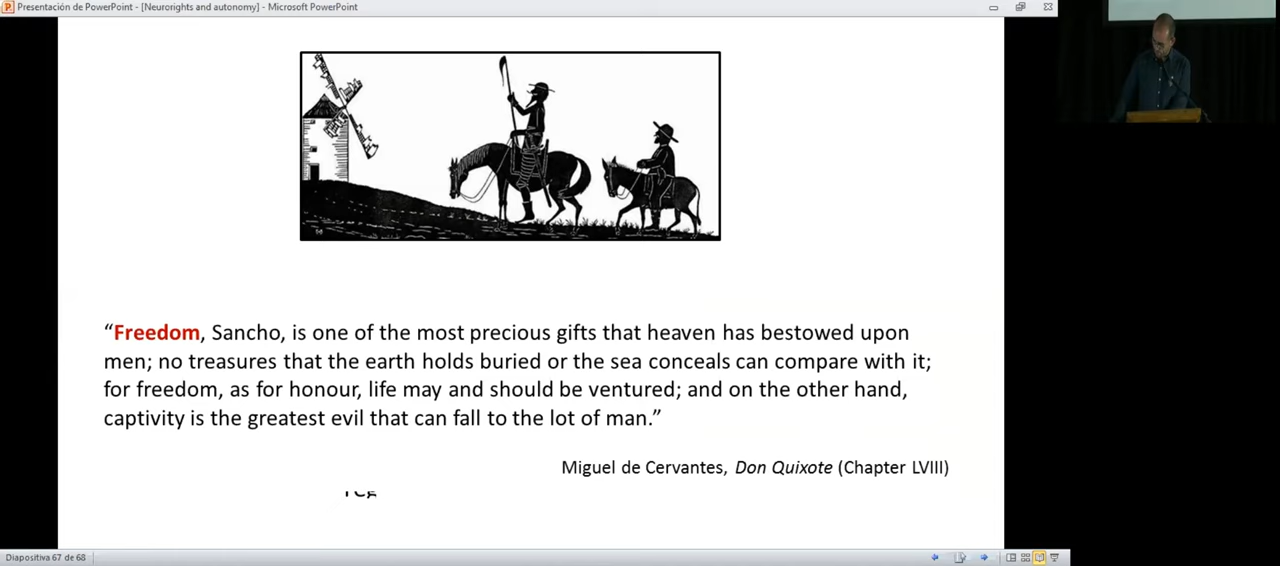 Presentación de PowerPoint - [Neurorights and autonomy] - Microsoft PowerPoint
“Freedom, Sancho, is one of the most precious gifts that heaven has bestowed upon
men; no treasures that the earth holds buried or the sea conceals can compare with it;
for freedom, as for honour, life may and should be ventured; and on the other hand,
captivity is the greatest evil that can fall to the lot of man.”
Miguel de Cervantes, Don Quixote (Chapter LVIII)
Diapositiva 67 de 68